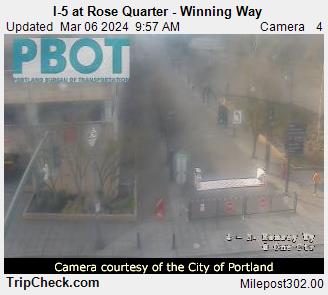 I-5 at Rose Quarter - Winning Way
Updated Mar 06 2024 9:57 AM Camera 4
PBOT
PORTLAND BUREAU OF TRANSPORTATION
Camera courtesy of the City of Portland
TripCheck.com Milepost302.00